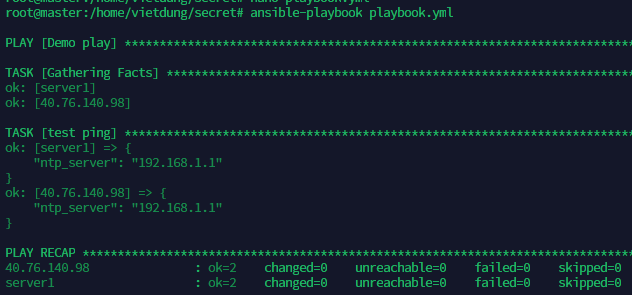 root@master:/home/vietdung/secret# nano playbook.yml
root@master:/home/vietdung/secret# ansible-playbook playbook.yml
PLAY [Demo play] *************************************************************************
TASK [Gathering Facts] *******************************************************************
ok: [server1]
ok: [40.76.140.98]
TASK [test ping] *************************************************************************
ok: [server1] => {
    "ntp_server": "192.168.1.1"
}
ok: [40.76.140.98] => {
    "ntp_server": "192.168.1.1"
}
PLAY RECAP *******************************************************************************
40.76.140.98               : ok=2    changed=0    unreachable=0    failed=0    skipped=0
server1                    : ok=2    changed=0    unreachable=0    failed=0    skipped=0